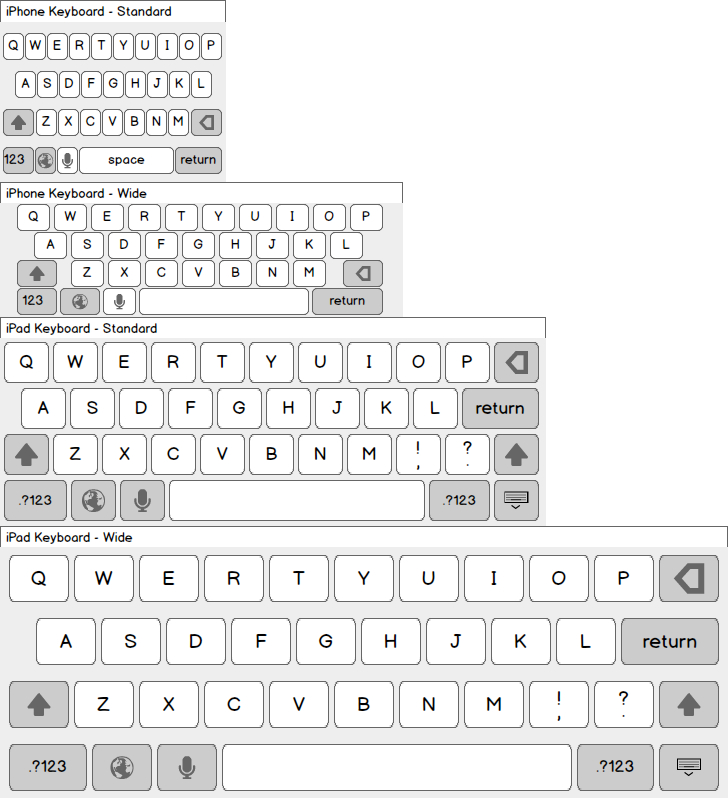 iPhone Keyboard - Standard
Q W E R T Y U I O P
A S D F G H J K L
Z X C V B N M
123 space return
iPhone Keyboard - Wide
Q W E R T Y U I O P
A S D F G H J K L
Z X C V B N M
123 return
iPad Keyboard - Standard
Q W E R T Y U I O P
A S D F G H J K L return
Z X C V B N M ! , ? .
.?123 .?123
iPad Keyboard - Wide
Q W E R T Y U I O P
A S D F G H J K L return
Z X C V B N M ! , ? .
.?123 .?123